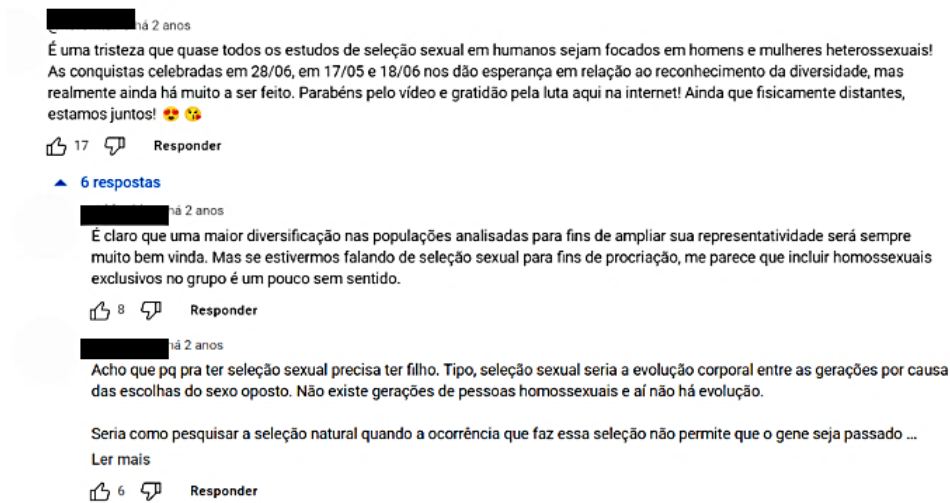 há 2 anos
É uma tristeza que quase todos os estudos de seleção sexual em humanos sejam focados em homens e mulheres heterossexuais!
As conquistas celebradas em 28/06, em 17/05 e 18/06 nos dão esperança em relação ao reconhecimento da diversidade, mas
realmente ainda há muito a ser feito. Parabéns pelo vídeo e gratidão pela luta aqui na internet! Ainda que fisicamente distantes,
estamos juntos! 😍 😘
17 Responder
6 respostas
há 2 anos
É claro que uma maior diversificação nas populações analisadas para fins de ampliar sua representatividade será sempre
muito bem vinda. Mas se estivermos falando de seleção sexual para fins de procriação, me parece que incluir homossexuais
exclusivos no grupo é um pouco sem sentido.
8 Responder
há 2 anos
Acho que pq pra ter seleção sexual precisa ter filho. Tipo, seleção sexual seria a evolução corporal entre as gerações por causa
das escolhas do sexo oposto. Não existe gerações de pessoas homossexuais e aí não há evolução.
Seria como pesquisar a seleção natural quando a ocorrência que faz essa seleção não permite que o gene seja passado ...
Ler mais
6 Responder